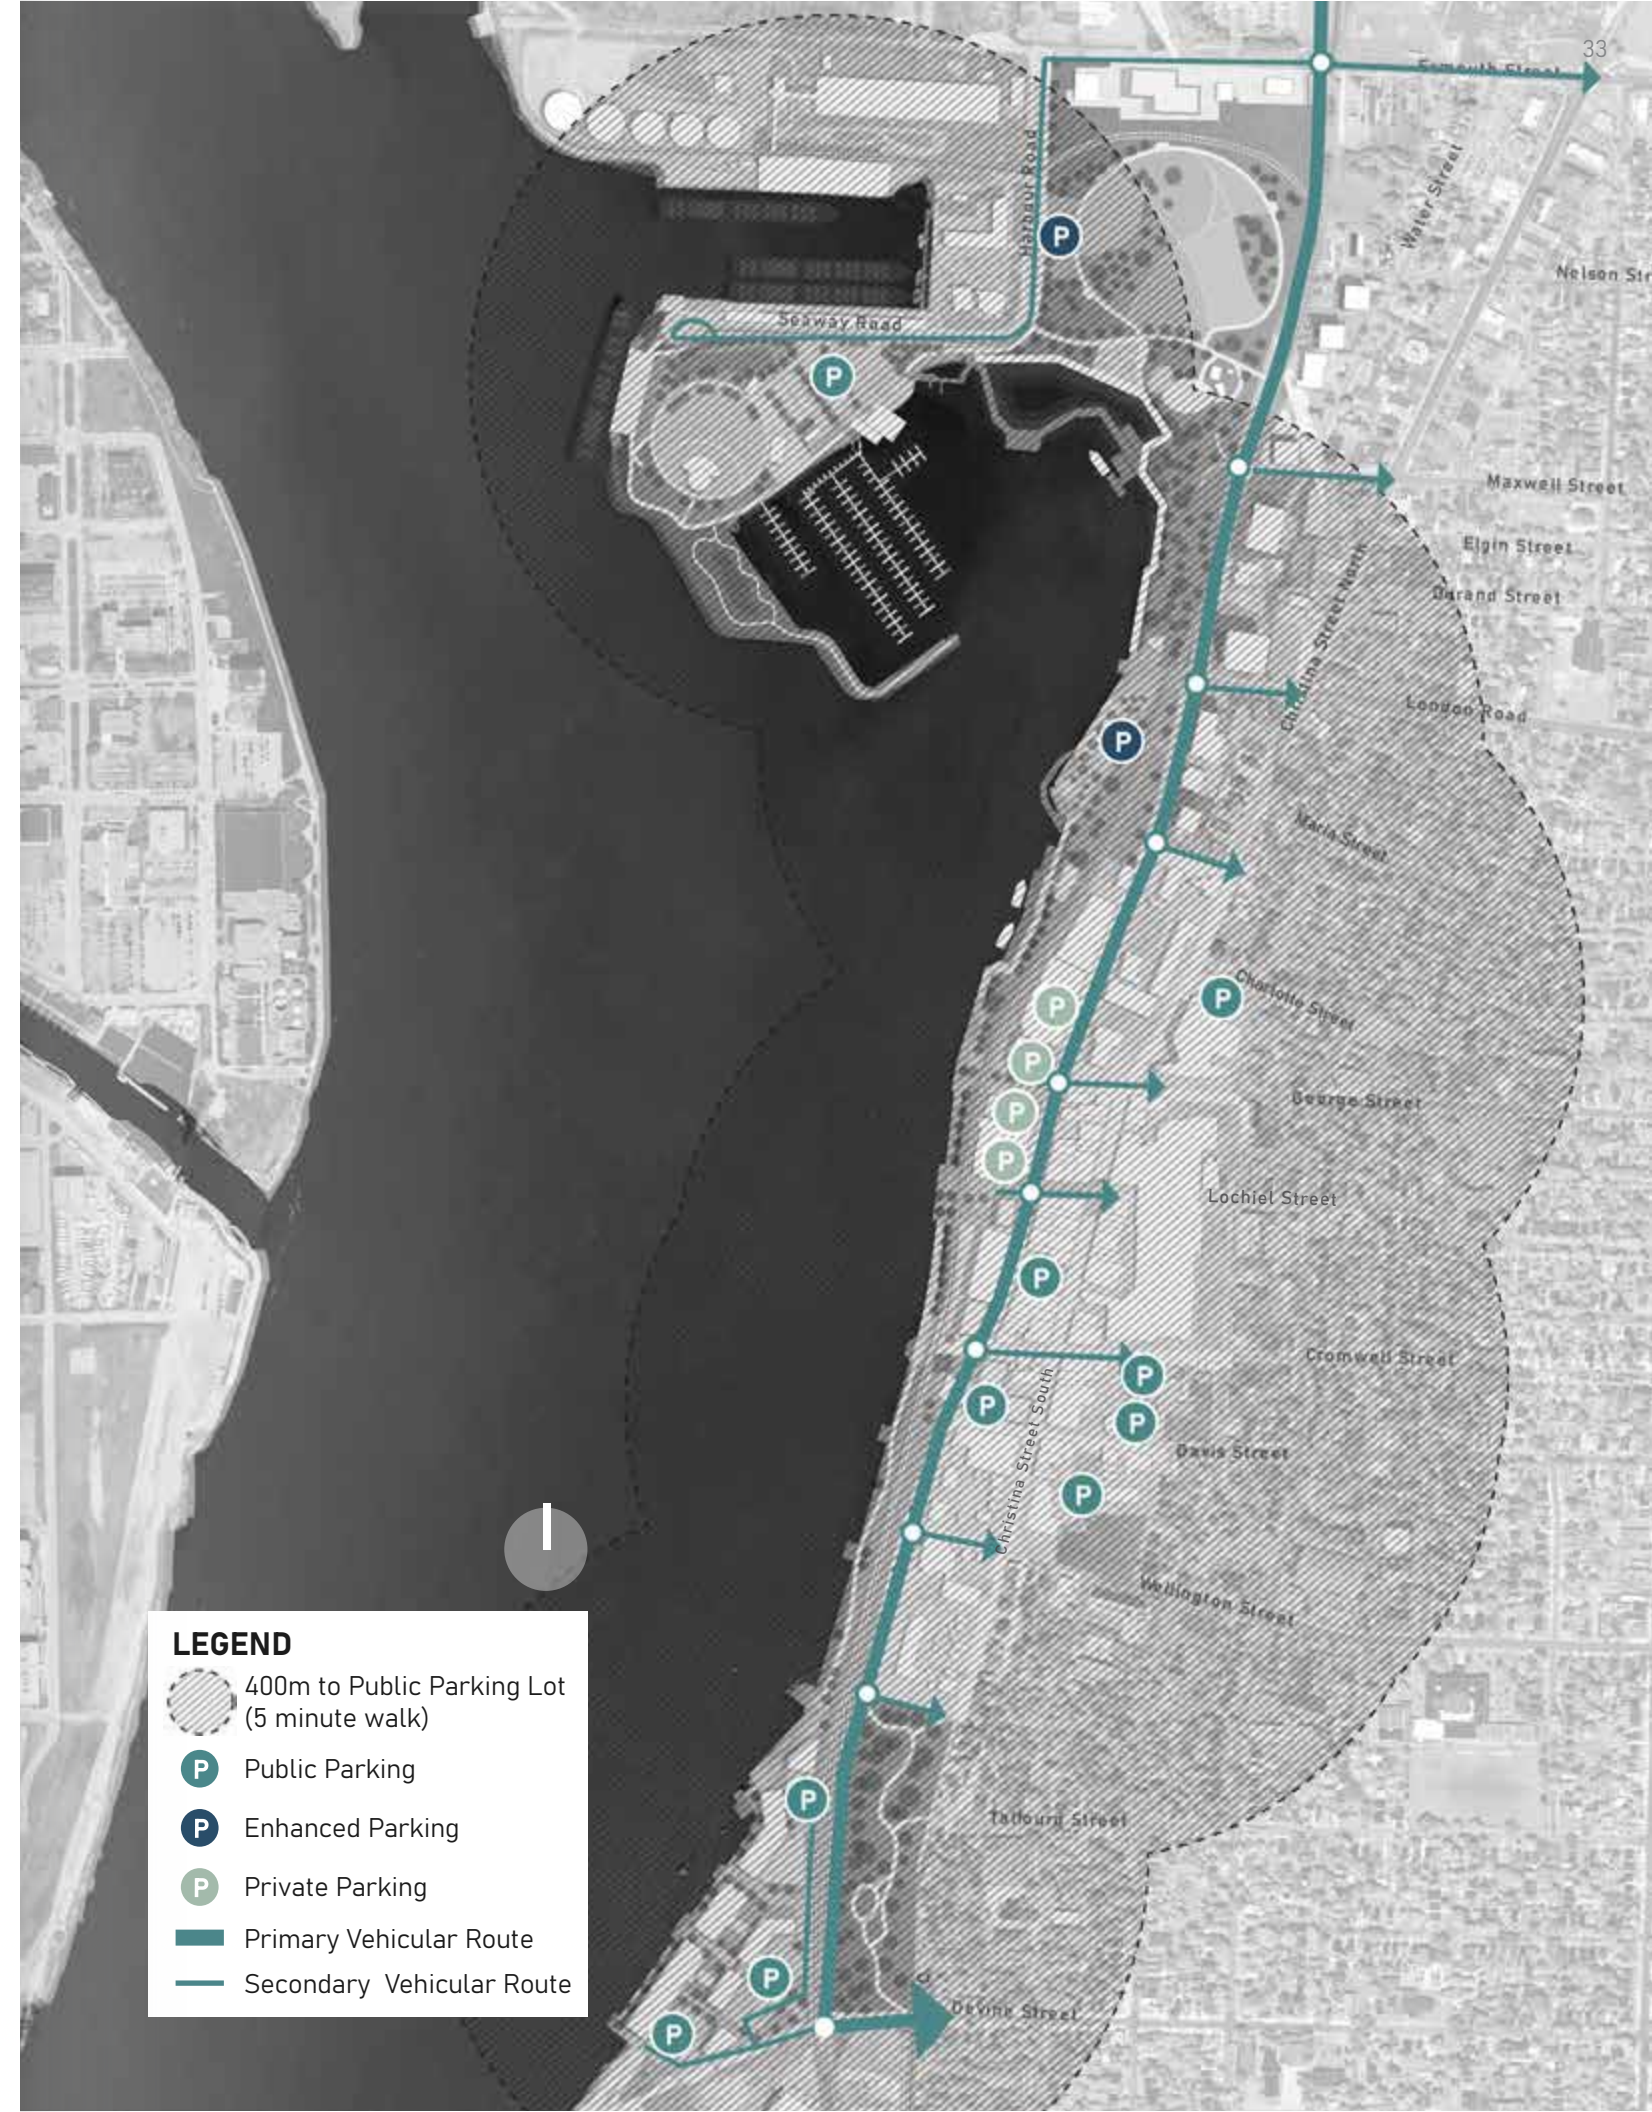 33
Exmouth Street
Harbour Road
Water Street
Nelson Str
P
Seaway Road
P
Maxwell Street
Elgin Street
Durand Street
Christina Street North
London Road
P
Maria Street
Charlotte Street
P
P
P
George Street
P
P
Lochiel Street
P
Cromwell Street
P
P
P
Christina Street South
Davis Street
P
Wellington Street
LEGEND
400m to Public Parking Lot
(5 minute walk)
P Public Parking
P Enhanced Parking
P Private Parking
Primary Vehicular Route
Secondary Vehicular Route
P
Talfourd Street
P
Devine Street
P